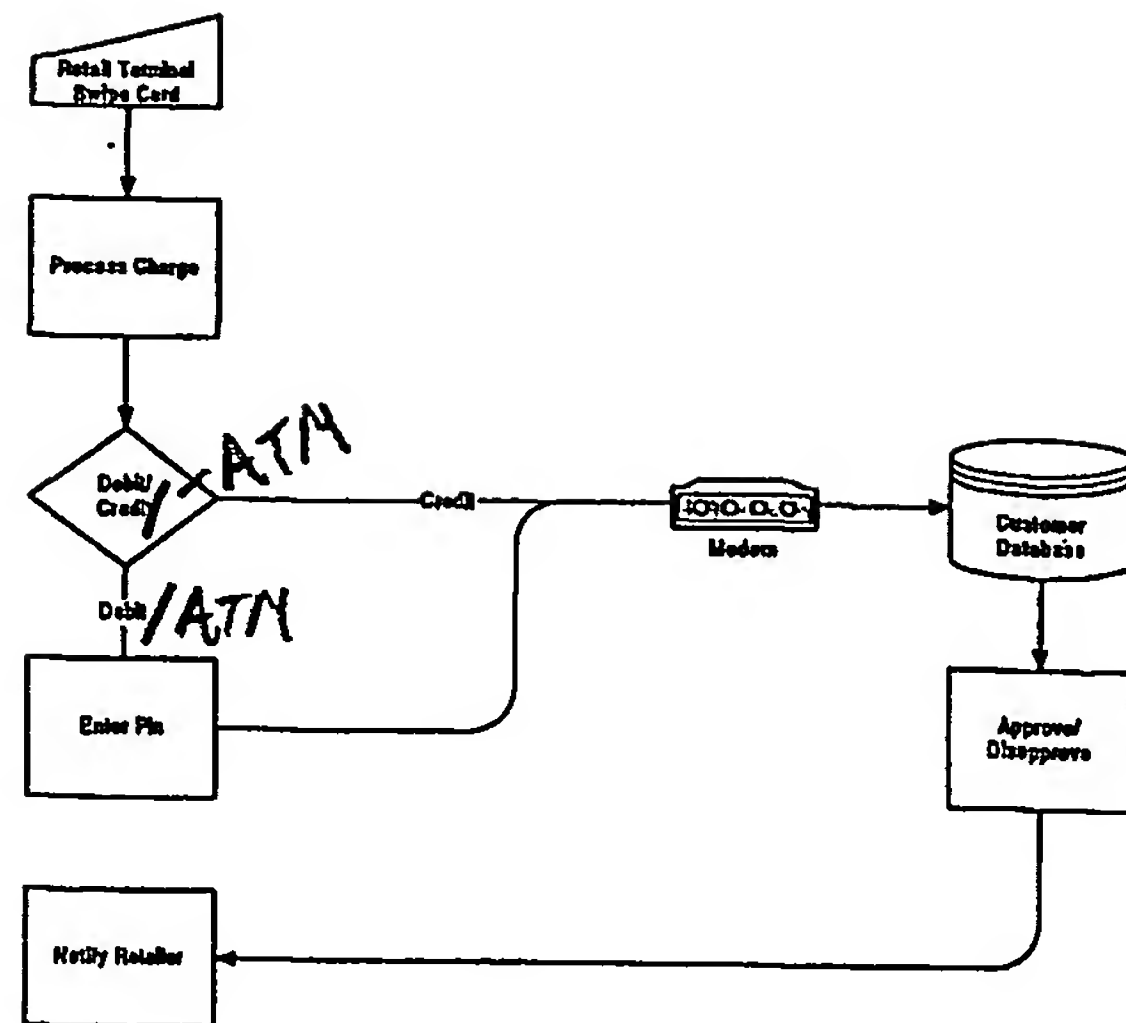 Retail Terminal
Swipe Card
Process Charge
Debit/
Credit
/ - ATM
Credit
Modem
Customer
Database
Debit
/ATM
Enter Pin
Approve/
Disapprove
Notify Retailer